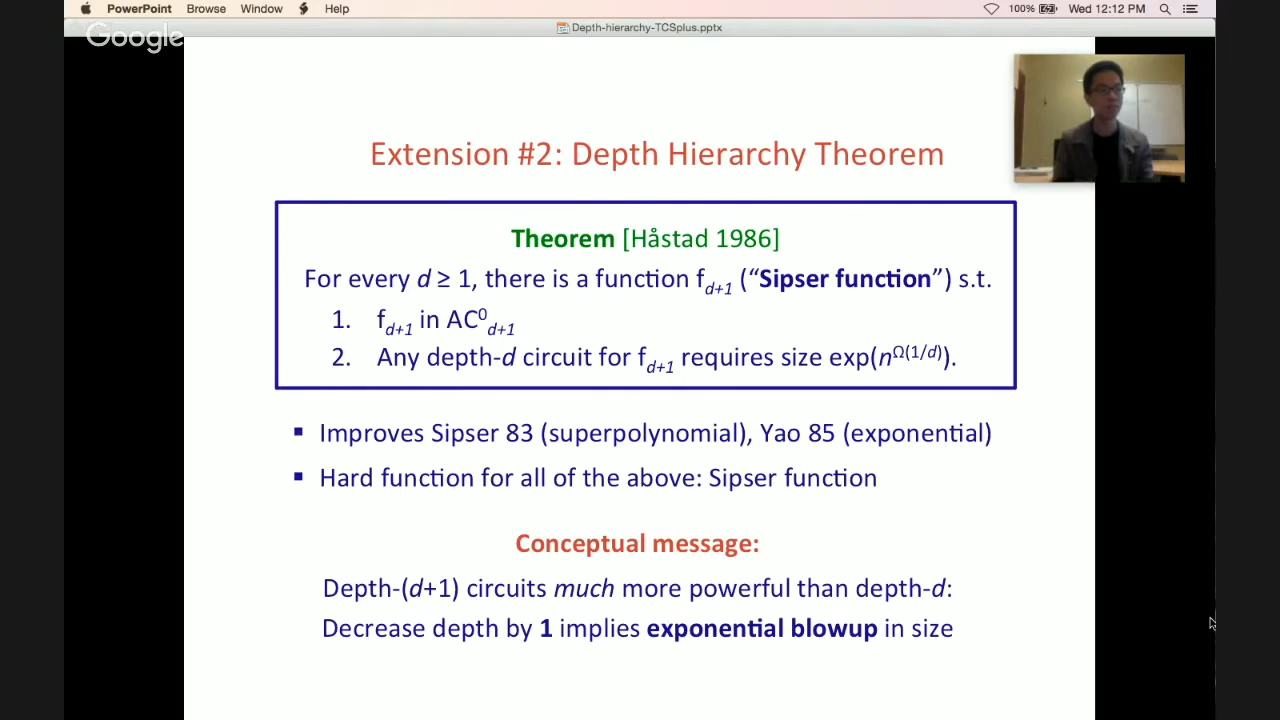 PowerPoint Browse Window Help 100% Wed 12:12 PM
Depth-hierarchy-TCSplus.pptx
Google
Extension #2: Depth Hierarchy Theorem
Theorem [Håstad 1986]
For every d ≥ 1, there is a function f_{d+1} (“Sipser function”) s.t.
1. f_{d+1} in AC⁰_{d+1}
2. Any depth-d circuit for f_{d+1} requires size exp(n^{Ω(1/d)}).
▪ Improves Sipser 83 (superpolynomial), Yao 85 (exponential)
▪ Hard function for all of the above: Sipser function
Conceptual message:
Depth-(d+1) circuits much more powerful than depth-d:
Decrease depth by 1 implies exponential blowup in size